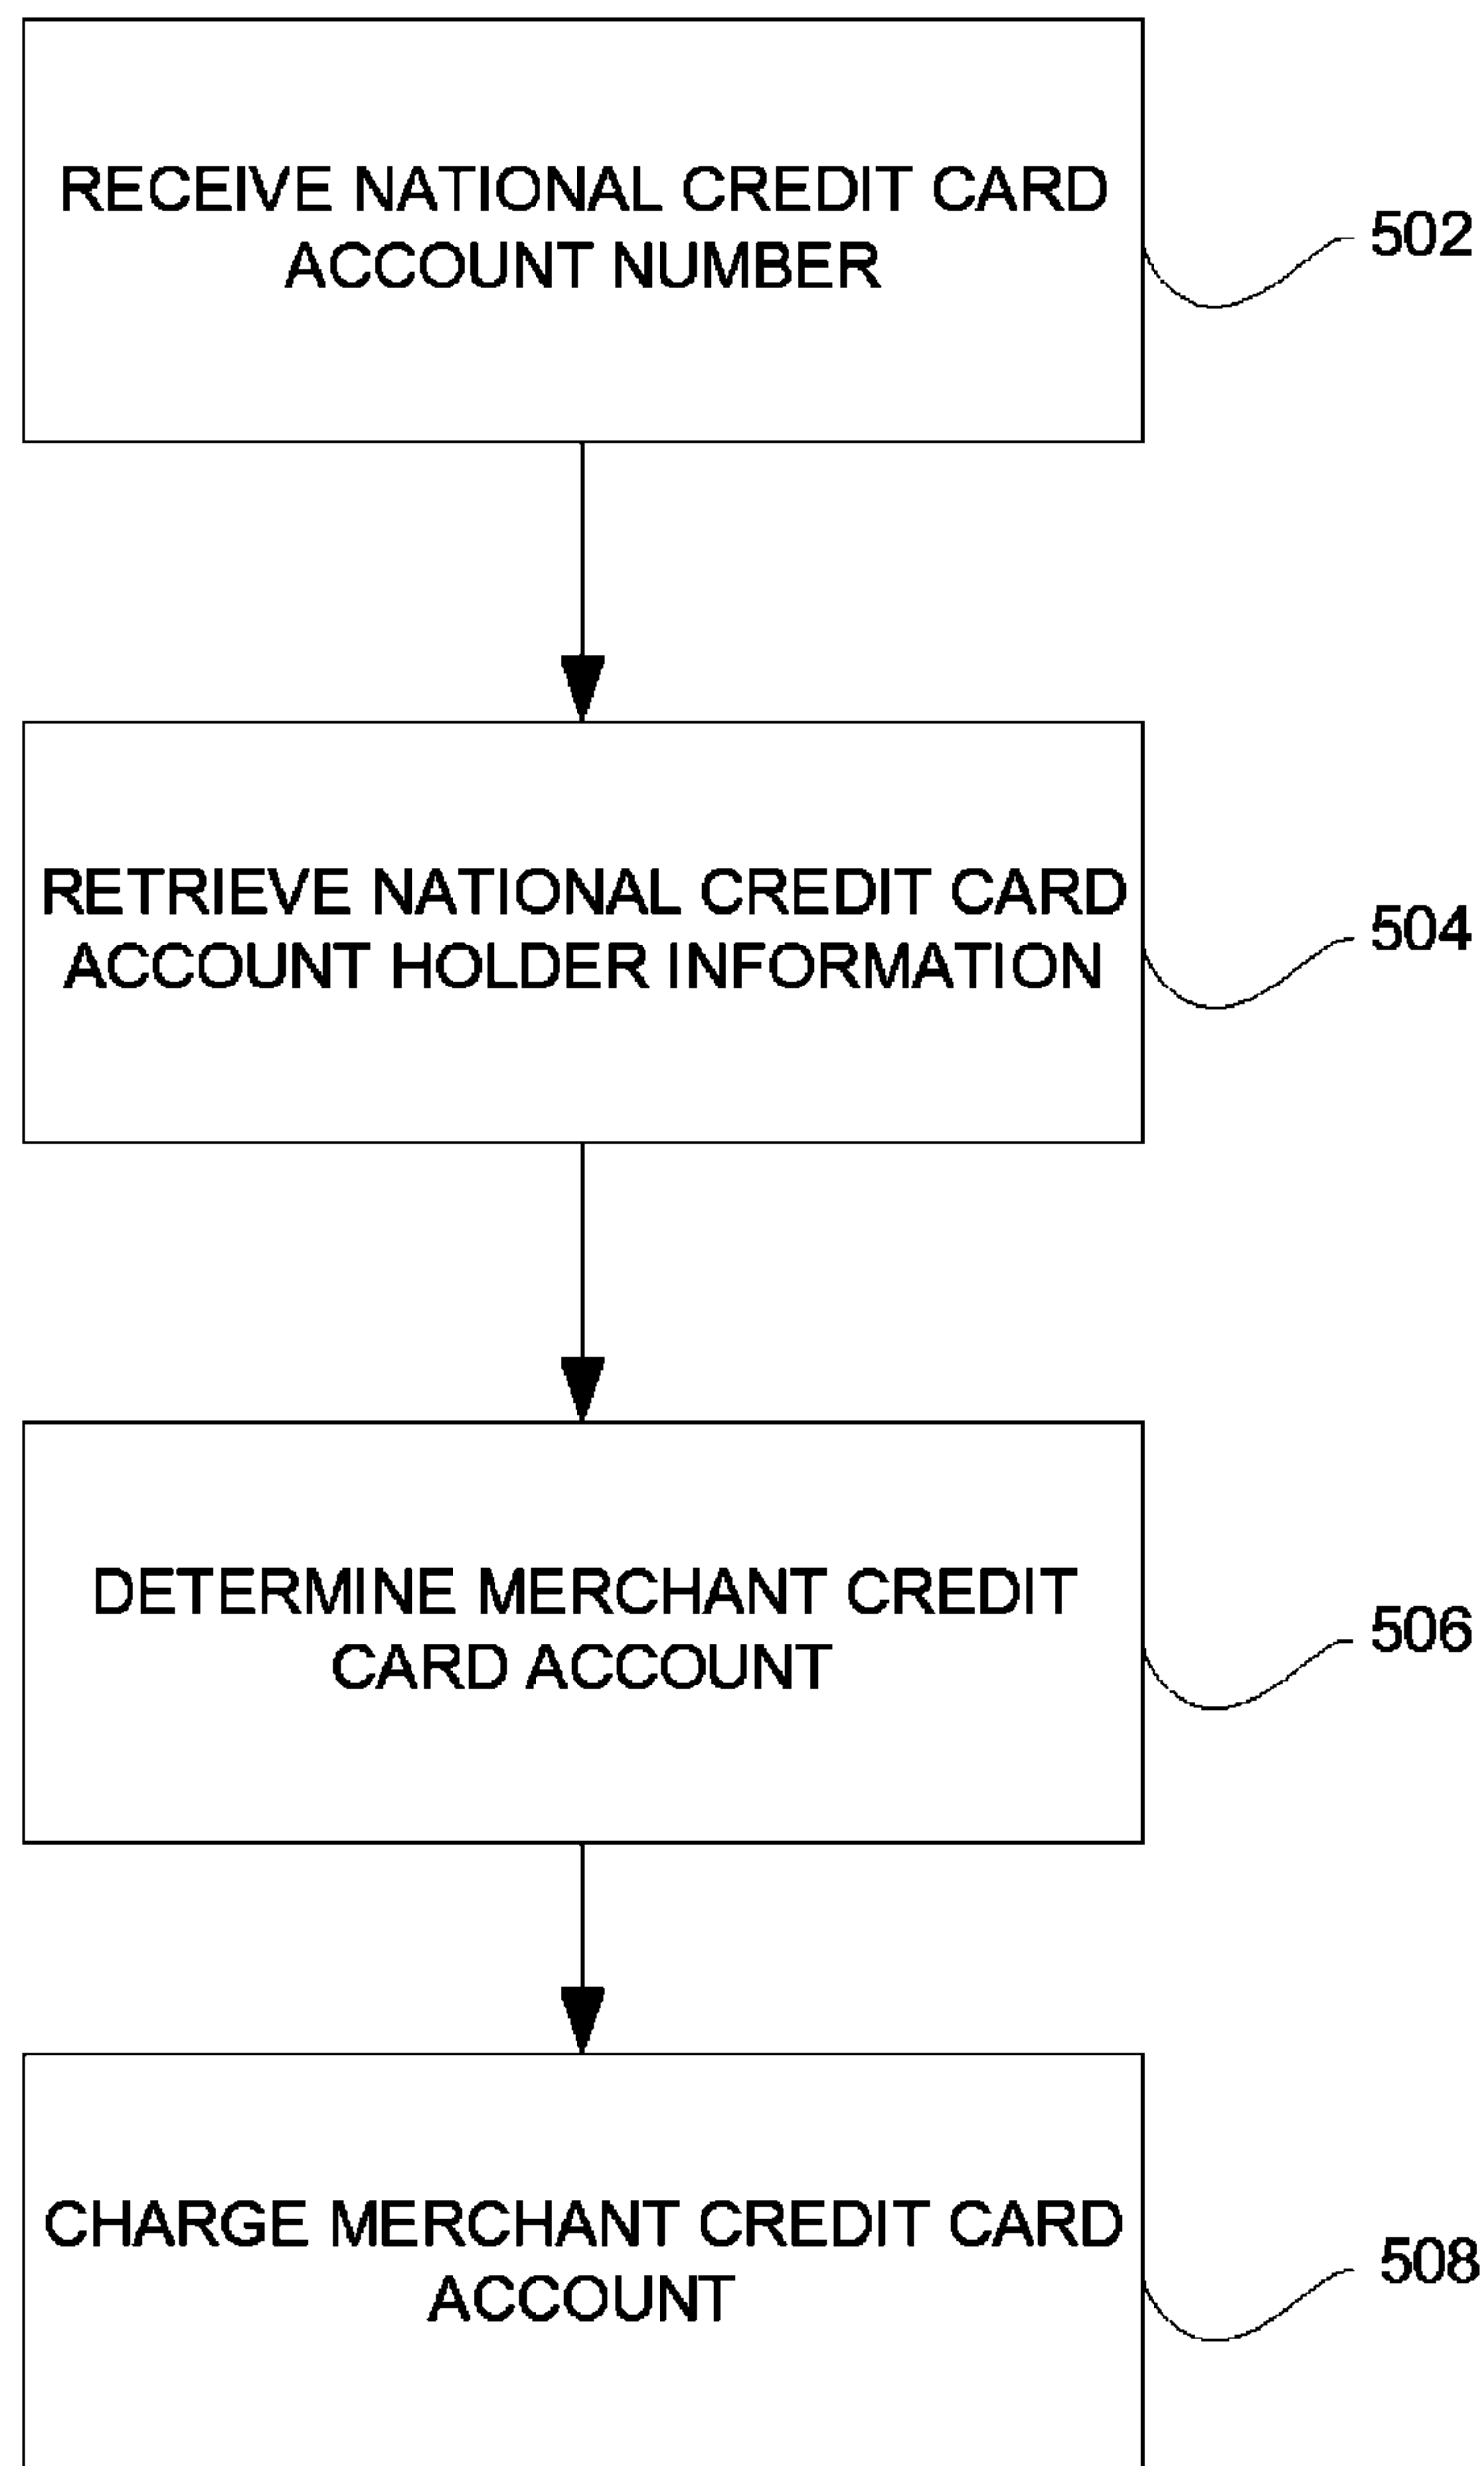 RECEIVE NATIONAL CREDIT CARD
ACCOUNT NUMBER
502
RETRIEVE NATIONAL CREDIT CARD
ACCOUNT HOLDER INFORMATION
504
DETERMINE MERCHANT CREDIT
CARD ACCOUNT
506
CHARGE MERCHANT CREDIT CARD
ACCOUNT
508